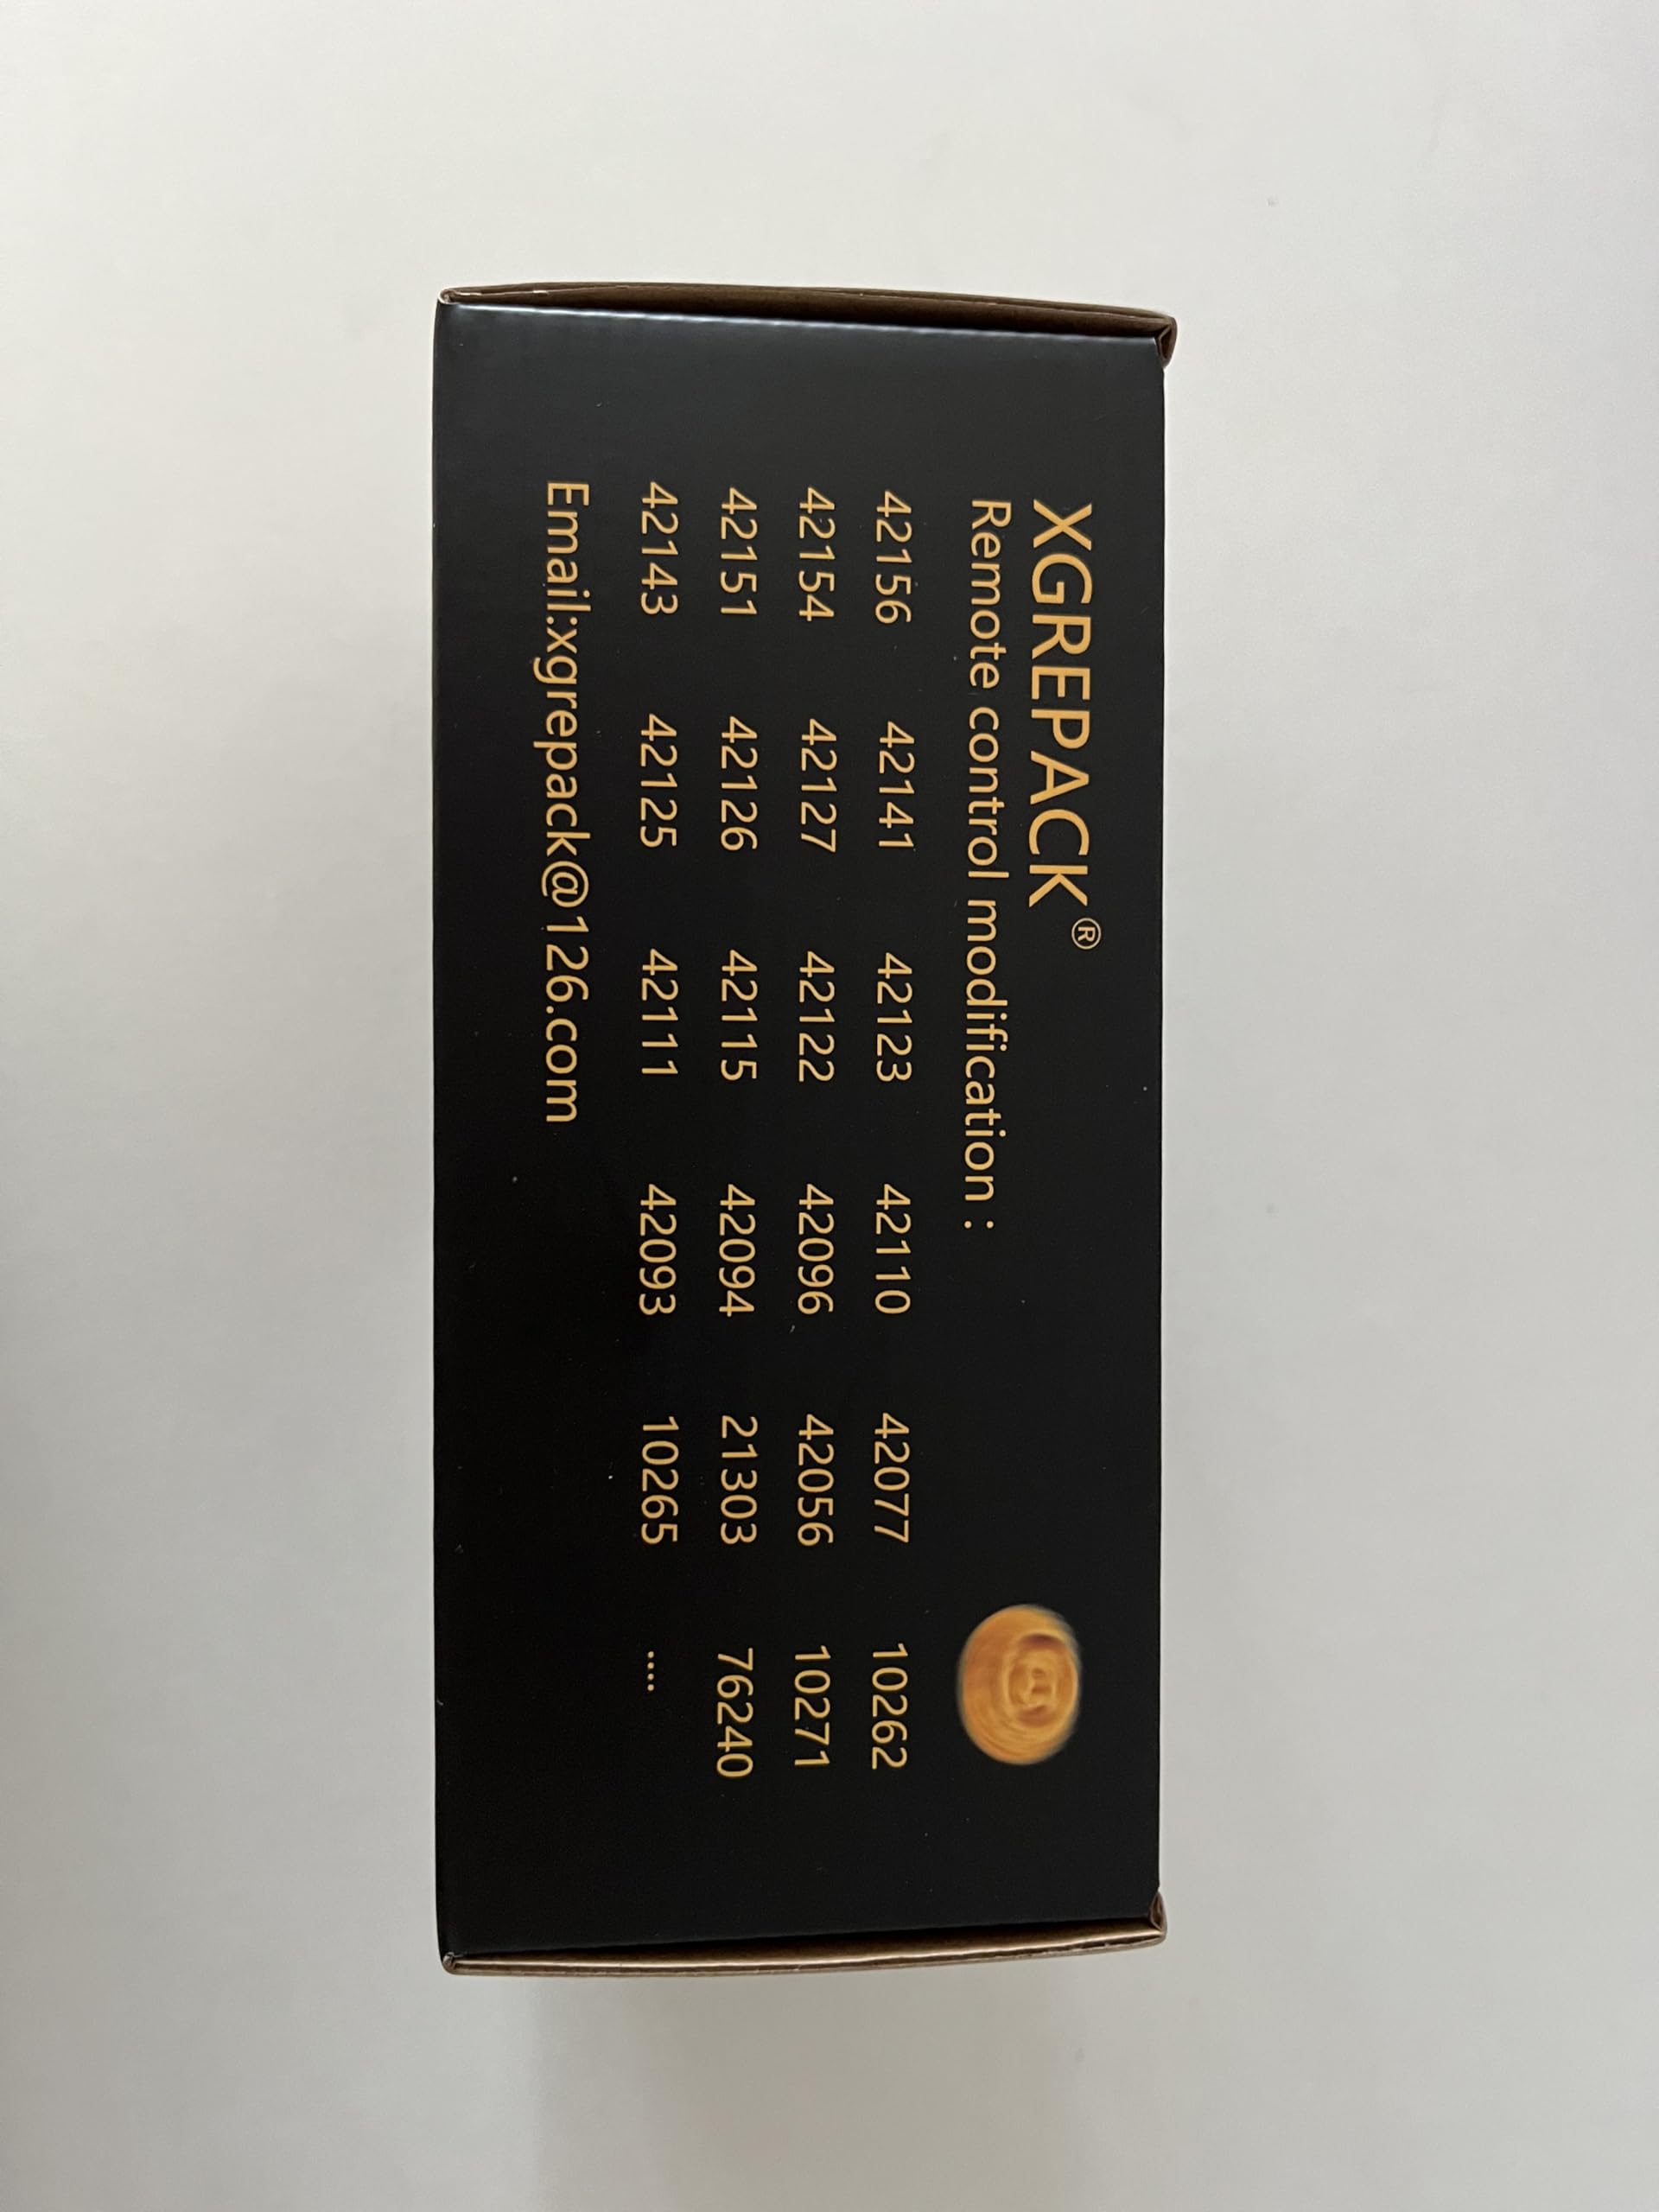 XGREPACK®
Remote control modification :
42156 42141 42123 42110 42077 10262
42154 42127 42122 42096 42056 10271
42151 42126 42115 42094 21303 76240
42143 42125 42111 42093 10265 ....
Email:xgrepack@126.com